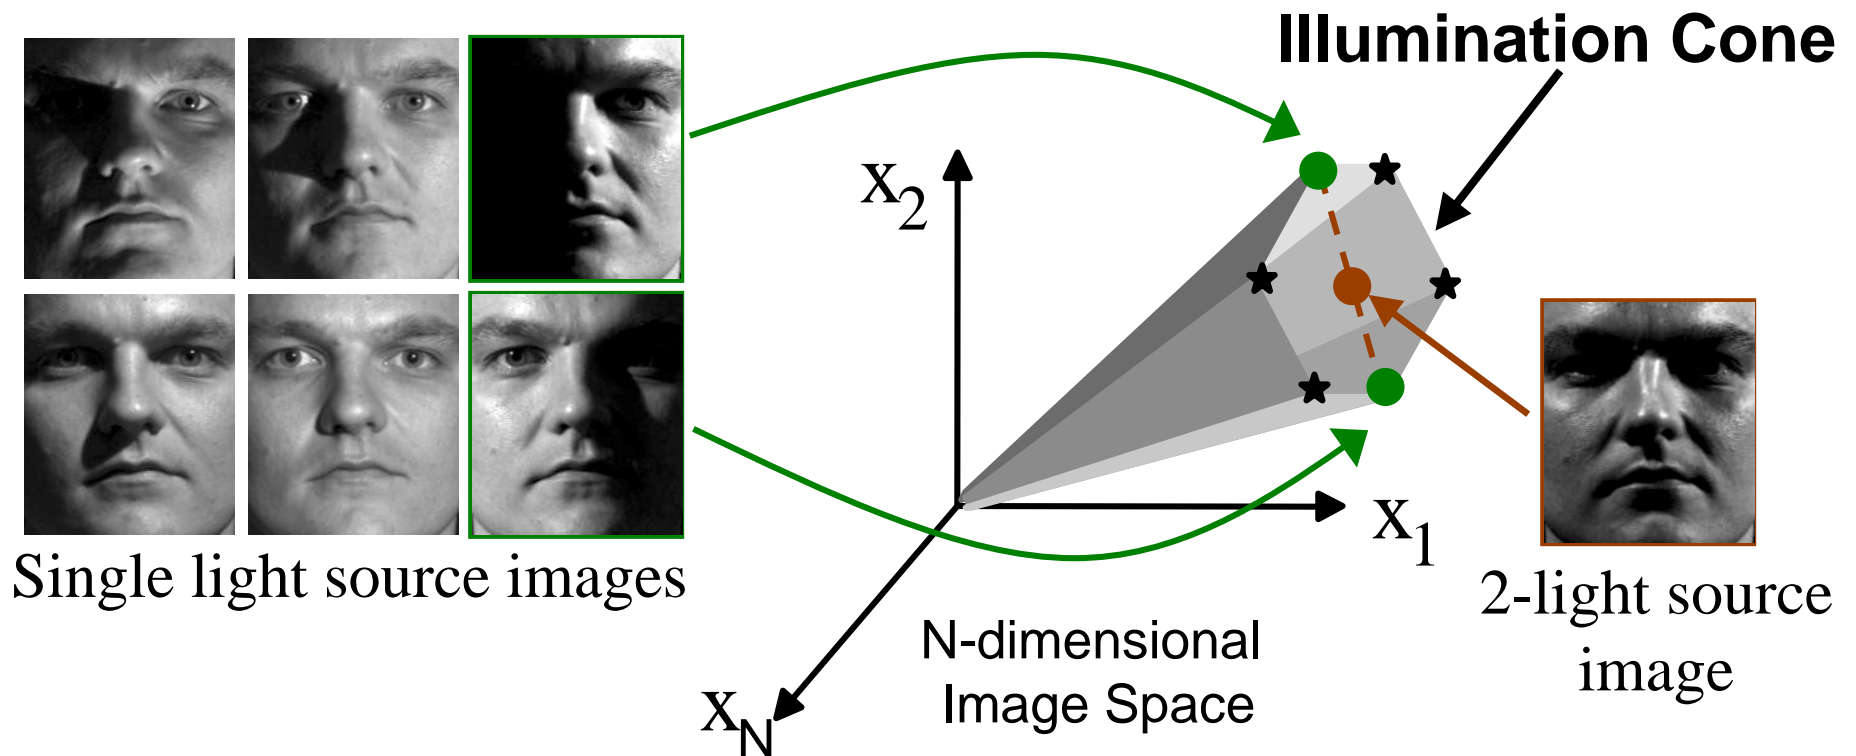 Illumination Cone
x2
x1
xN
Single light source images
N-dimensional
Image Space
2-light source
image